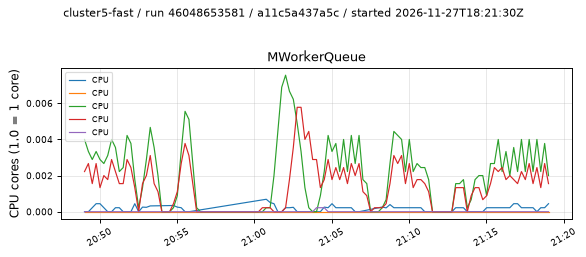 cluster5-fast / run 46048653581 / a11c5a437a5c / started 2026-11-27T18:21:30Z
MWorkerQueue
CPU cores (1.0 = 1 core)
0.006
0.004
0.002
0.000
CPU
CPU
CPU
CPU
CPU
20:50
20:55
21:00
21:05
21:10
21:15
21:20